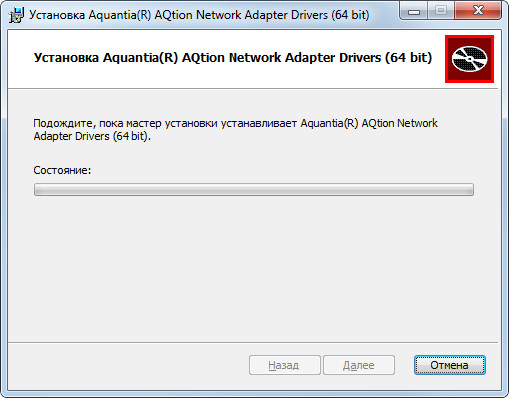 Установка Aquantia(R) AQtion Network Adapter Drivers (64 bit)
Установка Aquantia(R) AQtion Network Adapter Drivers (64 bit)
Подождите, пока мастер установки устанавливает Aquantia(R) AQtion Network
Adapter Drivers (64 bit).
Состояние:
Назад Далее Отмена